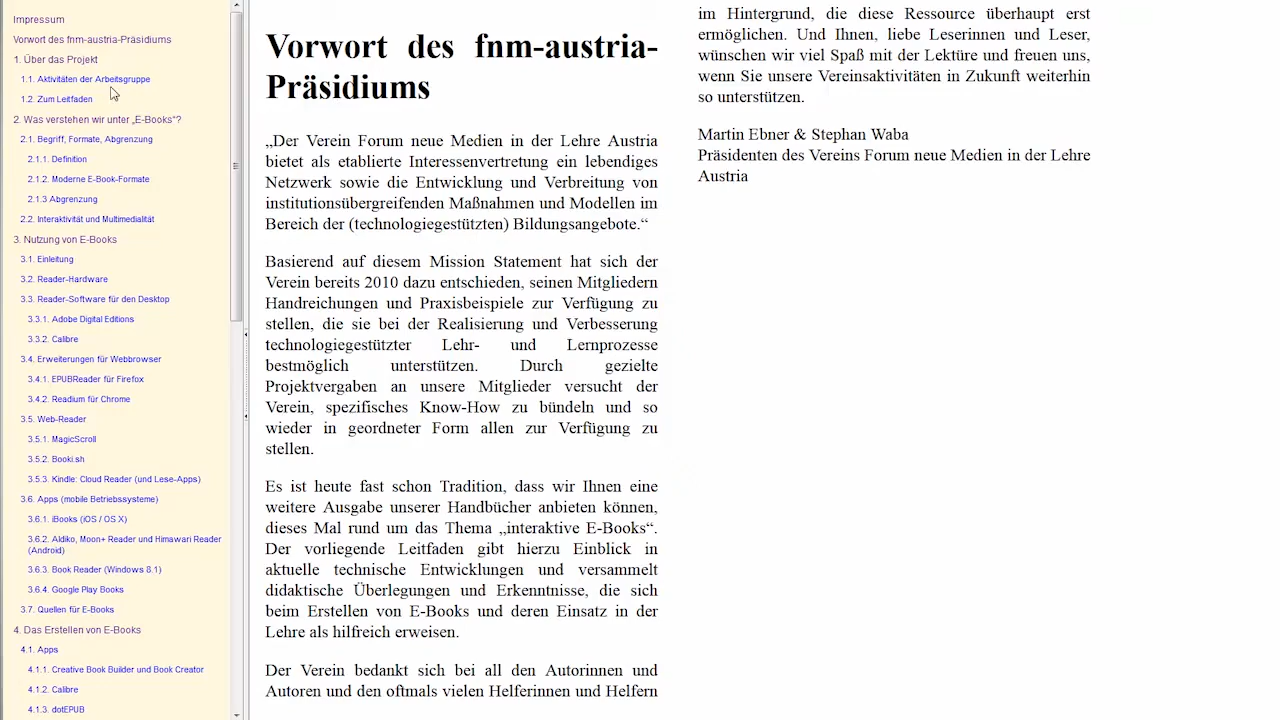 Impressum
Vorwort des fnm-austria-Präsidiums
1. Über das Projekt
1.1. Aktivitäten der Arbeitsgruppe
1.2. Zum Leitfaden
2. Was verstehen wir unter „E-Books“?
2.1. Begriff, Formate, Abgrenzung
2.1.1. Definition
2.1.2. Moderne E-Book-Formate
2.1.3 Abgrenzung
2.2. Interaktivität und Multimedialität
3. Nutzung von E-Books
3.1. Einleitung
3.2. Reader-Hardware
3.3. Reader-Software für den Desktop
3.3.1. Adobe Digital Editions
3.3.2. Calibre
3.4. Erweiterungen für Webbrowser
3.4.1. EPUBReader für Firefox
3.4.2. Readium für Chrome
3.5. Web-Reader
3.5.1. MagicScroll
3.5.2. Booki.sh
3.5.3. Kindle: Cloud Reader (und Lese-Apps)
3.6. Apps (mobile Betriebssysteme)
3.6.1. iBooks (iOS / OS X)
3.6.2. Aldiko, Moon+ Reader und Himawari Reader
(Android)
3.6.3. Book Reader (Windows 8.1)
3.6.4. Google Play Books
3.7. Quellen für E-Books
4. Das Erstellen von E-Books
4.1. Apps
4.1.1. Creative Book Builder und Book Creator
4.1.2. Calibre
4.1.3. dotEPUB
Vorwort des fnm-austria-
Präsidiums
„Der Verein Forum neue Medien in der Lehre Austria
bietet als etablierte Interessenvertretung ein lebendiges
Netzwerk sowie die Entwicklung und Verbreitung von
institutionsübergreifenden Maßnahmen und Modellen im
Bereich der (technologiegestützten) Bildungsangebote.“
Basierend auf diesem Mission Statement hat sich der
Verein bereits 2010 dazu entschieden, seinen Mitgliedern
Handreichungen und Praxisbeispiele zur Verfügung zu
stellen, die sie bei der Realisierung und Verbesserung
technologiegestützter Lehr- und Lernprozesse
bestmöglich unterstützen. Durch gezielte
Projektvergaben an unsere Mitglieder versucht der
Verein, spezifisches Know-How zu bündeln und so
wieder in geordneter Form allen zur Verfügung zu
stellen.
Es ist heute fast schon Tradition, dass wir Ihnen eine
weitere Ausgabe unserer Handbücher anbieten können,
dieses Mal rund um das Thema „interaktive E-Books“.
Der vorliegende Leitfaden gibt hierzu Einblick in
aktuelle technische Entwicklungen und versammelt
didaktische Überlegungen und Erkenntnisse, die sich
beim Erstellen von E-Books und deren Einsatz in der
Lehre als hilfreich erweisen.
Der Verein bedankt sich bei all den Autorinnen und
Autoren und den oftmals vielen Helferinnen und Helfern
im Hintergrund, die diese Ressource überhaupt erst
ermöglichen. Und Ihnen, liebe Leserinnen und Leser,
wünschen wir viel Spaß mit der Lektüre und freuen uns,
wenn Sie unsere Vereinsaktivitäten in Zukunft weiterhin
so unterstützen.
Martin Ebner & Stephan Waba
Präsidenten des Vereins Forum neue Medien in der Lehre
Austria